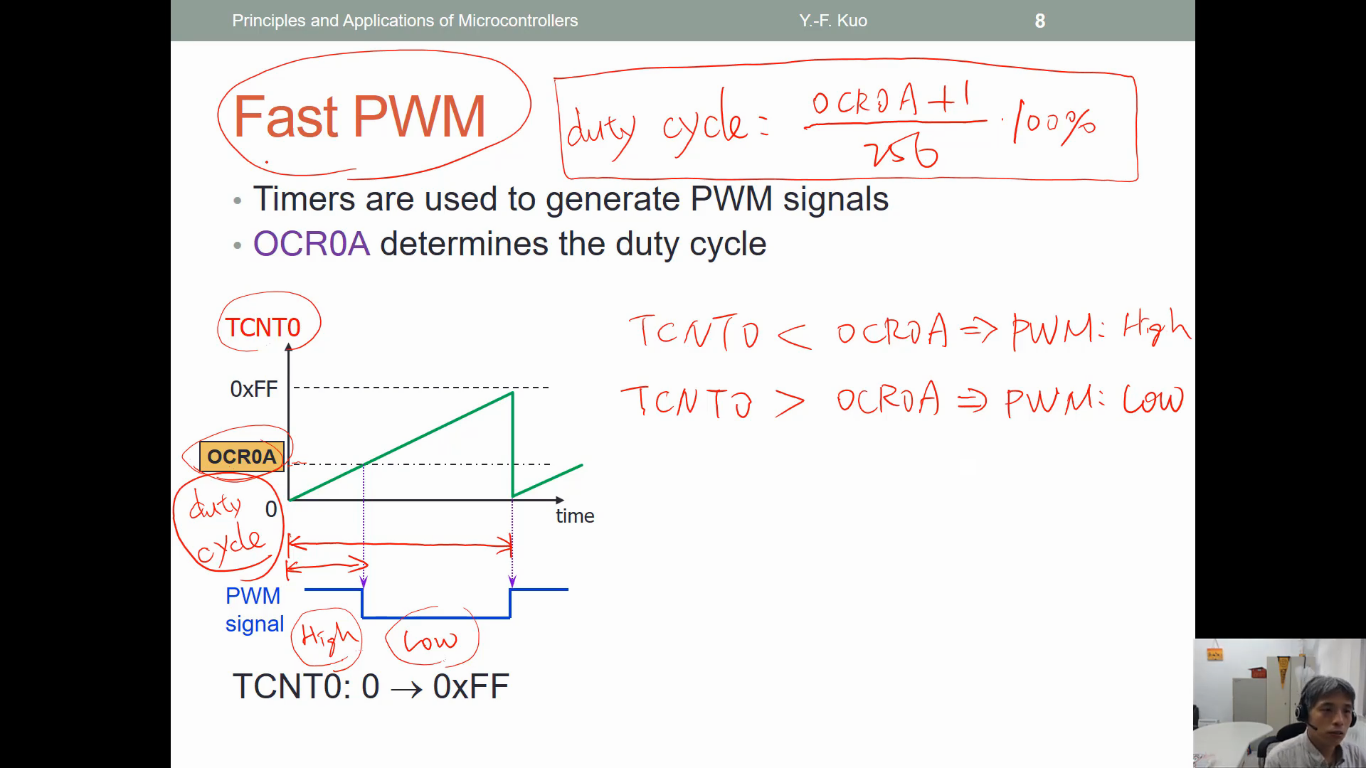 Principles and Applications of Microcontrollers Y.-F. Kuo 8
Fast PWM
duty cycle = OCR0A+1 / 256 · 100%
• Timers are used to generate PWM signals
• OCR0A determines the duty cycle
TCNT0
0xFF
OCR0A
0
time
duty
cycle
PWM
signal
High
Low
TCNT0 < OCR0A ⇒ PWM: High
TCNT0 > OCR0A ⇒ PWM: Low
TCNT0: 0 → 0xFF